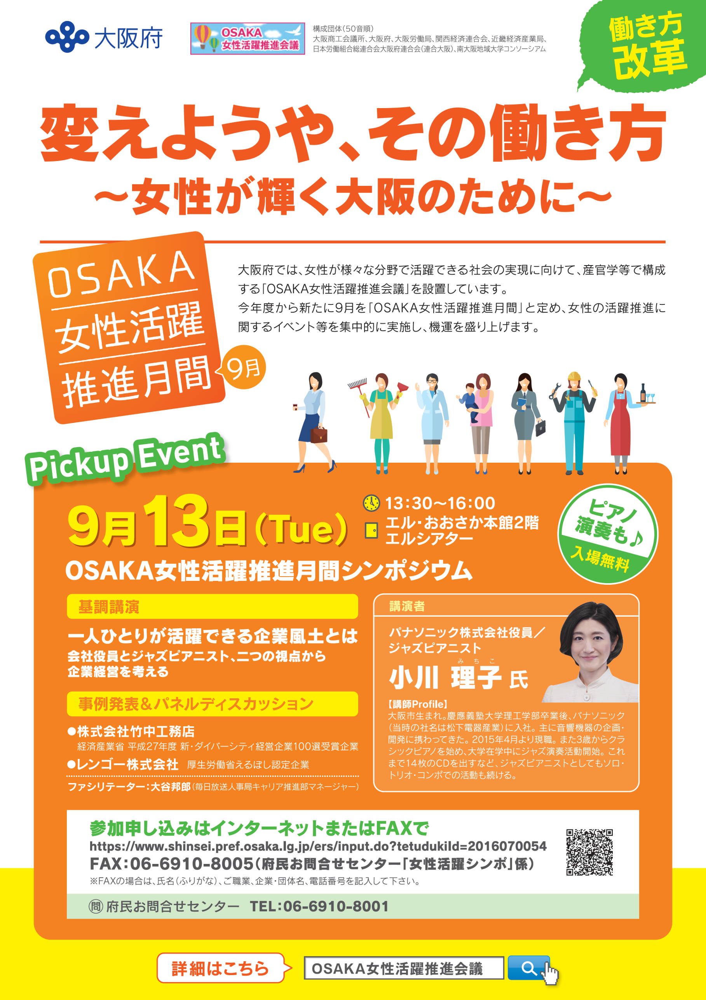 大阪府
OSAKA
女性活躍推進会議
構成団体(50音順)
大阪商工会議所、大阪府、大阪労働局、関西経済連合会、近畿経済産業局、
日本労働組合総連合会大阪府連合会(連合大阪)、南大阪地域大学コンソーシアム
働き方
改革
変えようや、その働き方
～女性が輝く大阪のために～
OSAKA
女性活躍
推進月間
9月
大阪府では、女性が様々な分野で活躍できる社会の実現に向けて、産官学等で構成
する「OSAKA女性活躍推進会議」を設置しています。
今年度から新たに9月を「OSAKA女性活躍推進月間」と定め、女性の活躍推進に
関するイベント等を集中的に実施し、機運を盛り上げます。
Pickup Event
9月13日(Tue)
13:30～16:00
エル・おおさか本館2階
エルシアター
ピアノ
演奏も♪
入場無料
OSAKA女性活躍推進月間シンポジウム
基調講演
一人ひとりが活躍できる企業風土とは
会社役員とジャズピアニスト、二つの視点から
企業経営を考える
事例発表&パネルディスカッション
●株式会社竹中工務店
経済産業省 平成27年度 新・ダイバーシティ経営企業100選受賞企業
●レンゴー株式会社 厚生労働省えるぼし認定企業
ファシリテーター:大谷邦郎(毎日放送人事局キャリア推進部マネージャー)
講演者
パナソニック株式会社役員／
ジャズピアニスト
みちこ
小川 理子 氏
【講師Profile】
大阪市生まれ。慶應義塾大学理工学部卒業後、パナソニック
(当時の社名は松下電器産業)に入社。主に音響機器の企画・
開発に携わってきた。2015年4月より現職。また3歳からクラ
シックピアノを始め、大学在学中にジャズ演奏活動開始。これ
まで14枚のCDを出すなど、ジャズピアニストとしてもソロ・
トリオ・コンボでの活動も続ける。
参加申し込みはインターネットまたはFAXで
https://www.shinsei.pref.osaka.lg.jp/ers/input.do?tetudukiId=2016070054
FAX:06-6910-8005(府民お問合せセンター「女性活躍シンポ」係)
※FAXの場合は、氏名(ふりがな)、ご職業、企業・団体名、電話番号を記入して下さい。
㉄府民お問合せセンター TEL:06-6910-8001
詳細はこちら
OSAKA女性活躍推進会議